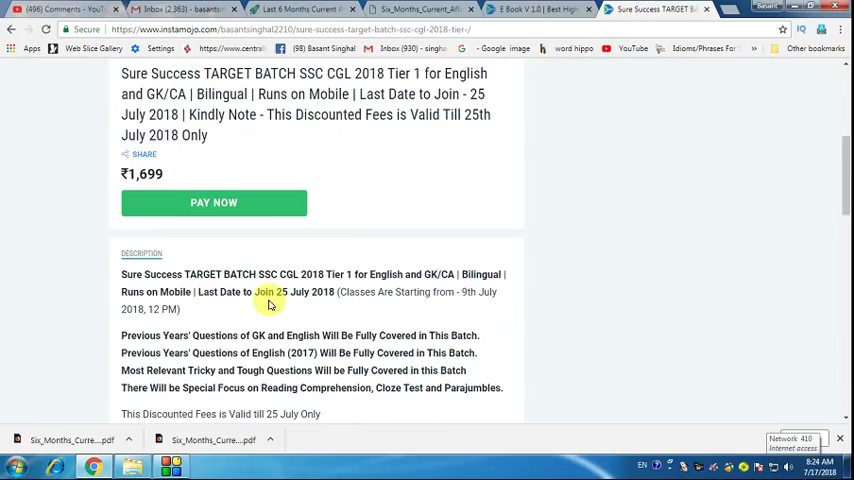 (496) Comments - YouTu
Inbox (2,363) - basants
Last 6 Months Current A
Six_Months_Current_Aff
E Book V 1.0 | Best High
Sure Success TARGET BAT
Basant
Secure
https://www.instamojo.com/basantsinghal2210/sure-success-target-batch-ssc-cgl-2018-tier-/
Apps
Web Slice Gallery
Settings
Suggested Sites
(98) Basant Singhal
Inbox (930) - singha
Google - image
word hippo
YouTube
Idioms/Phrases For S
Other bookmarks
Sure Success TARGET BATCH SSC CGL 2018 Tier 1 for English
and GK/CA | Bilingual | Runs on Mobile | Last Date to Join - 25
July 2018 | Kindly Note - This Discounted Fees is Valid Till 25th
July 2018 Only
SHARE
₹1,699
PAY NOW
DESCRIPTION
Sure Success TARGET BATCH SSC CGL 2018 Tier 1 for English and GK/CA | Bilingual |
Runs on Mobile | Last Date to Join 25 July 2018 (Classes Are Starting from - 9th July
2018, 12 PM)
Previous Years' Questions of GK and English Will Be Fully Covered in This Batch.
Previous Years' Questions of English (2017) Will Be Fully Covered in This Batch.
Most Relevant Tricky and Tough Questions Will be Fully Covered in this Batch
There Will be Special Focus on Reading Comprehension, Cloze Test and Parajumbles.
This Discounted Fees is Valid till 25 July Only
Six_Months_Curre....pdf
Six_Months_Curre....pdf
Network 410
Internet access
EN
8:24 AM
7/17/2018